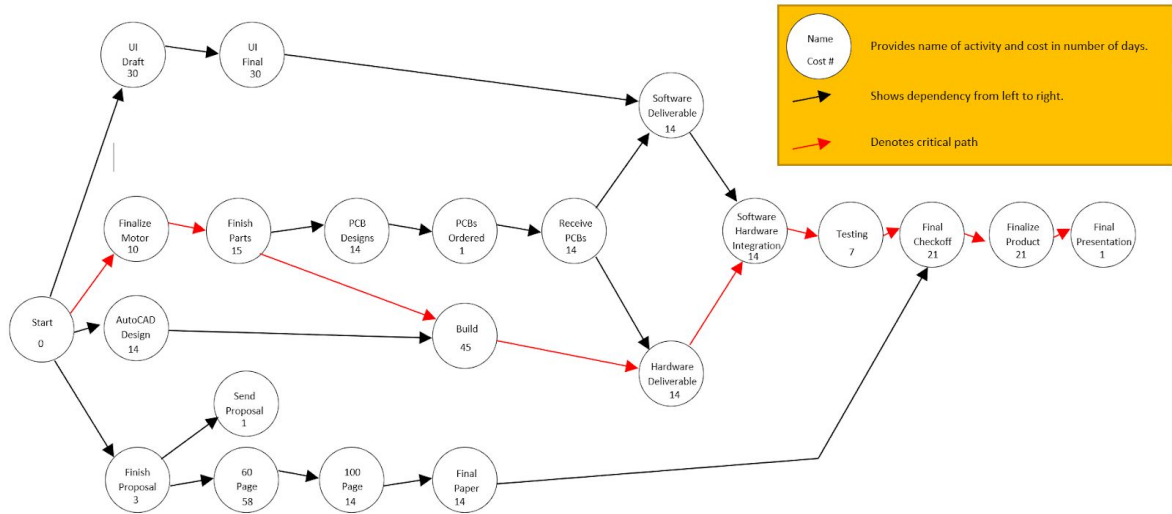 UI
Draft
30
UI
Final
30
Software
Deliverable
14
Name
Cost #
Provides name of activity and cost in number of days.
Shows dependency from left to right.
Denotes critical path
Finalize
Motor
10
Finish
Parts
15
PCB
Designs
14
PCBs
Ordered
1
Receive
PCBs
14
Software
Hardware
Integration
14
Testing
7
Final
Checkoff
21
Finalize
Product
21
Final
Presentation
1
Start
0
AutoCAD
Design
14
Build
45
Hardware
Deliverable
14
Send
Proposal
1
Finish
Proposal
3
60
Page
58
100
Page
14
Final
Paper
14